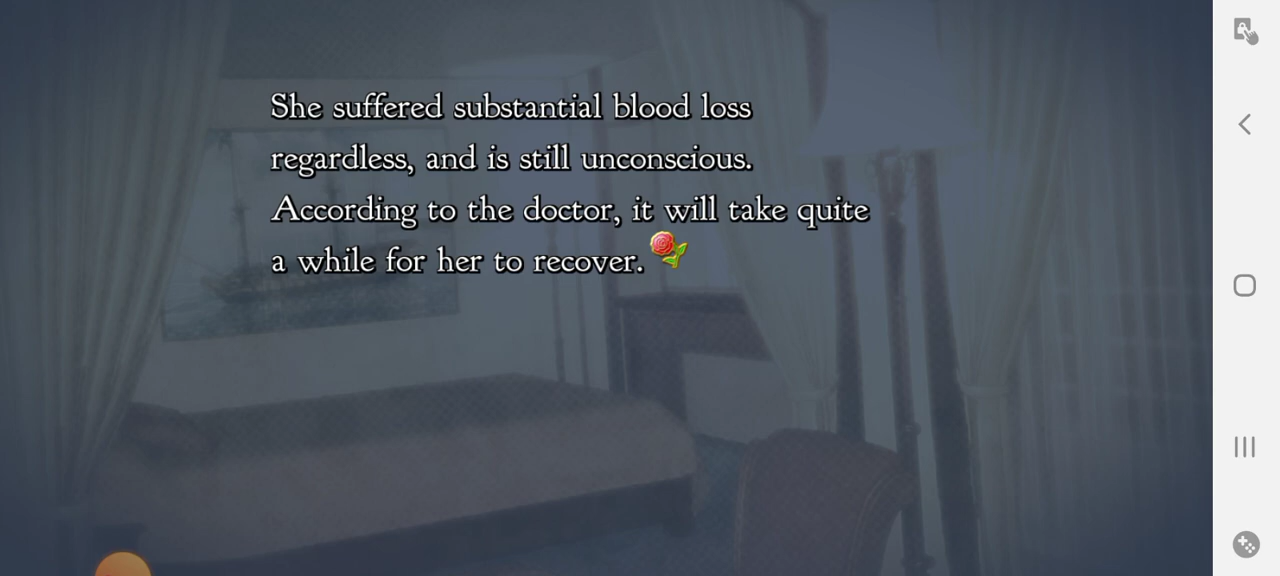 She suffered substantial blood loss
regardless, and is still unconscious.
According to the doctor, it will take quite
a while for her to recover.